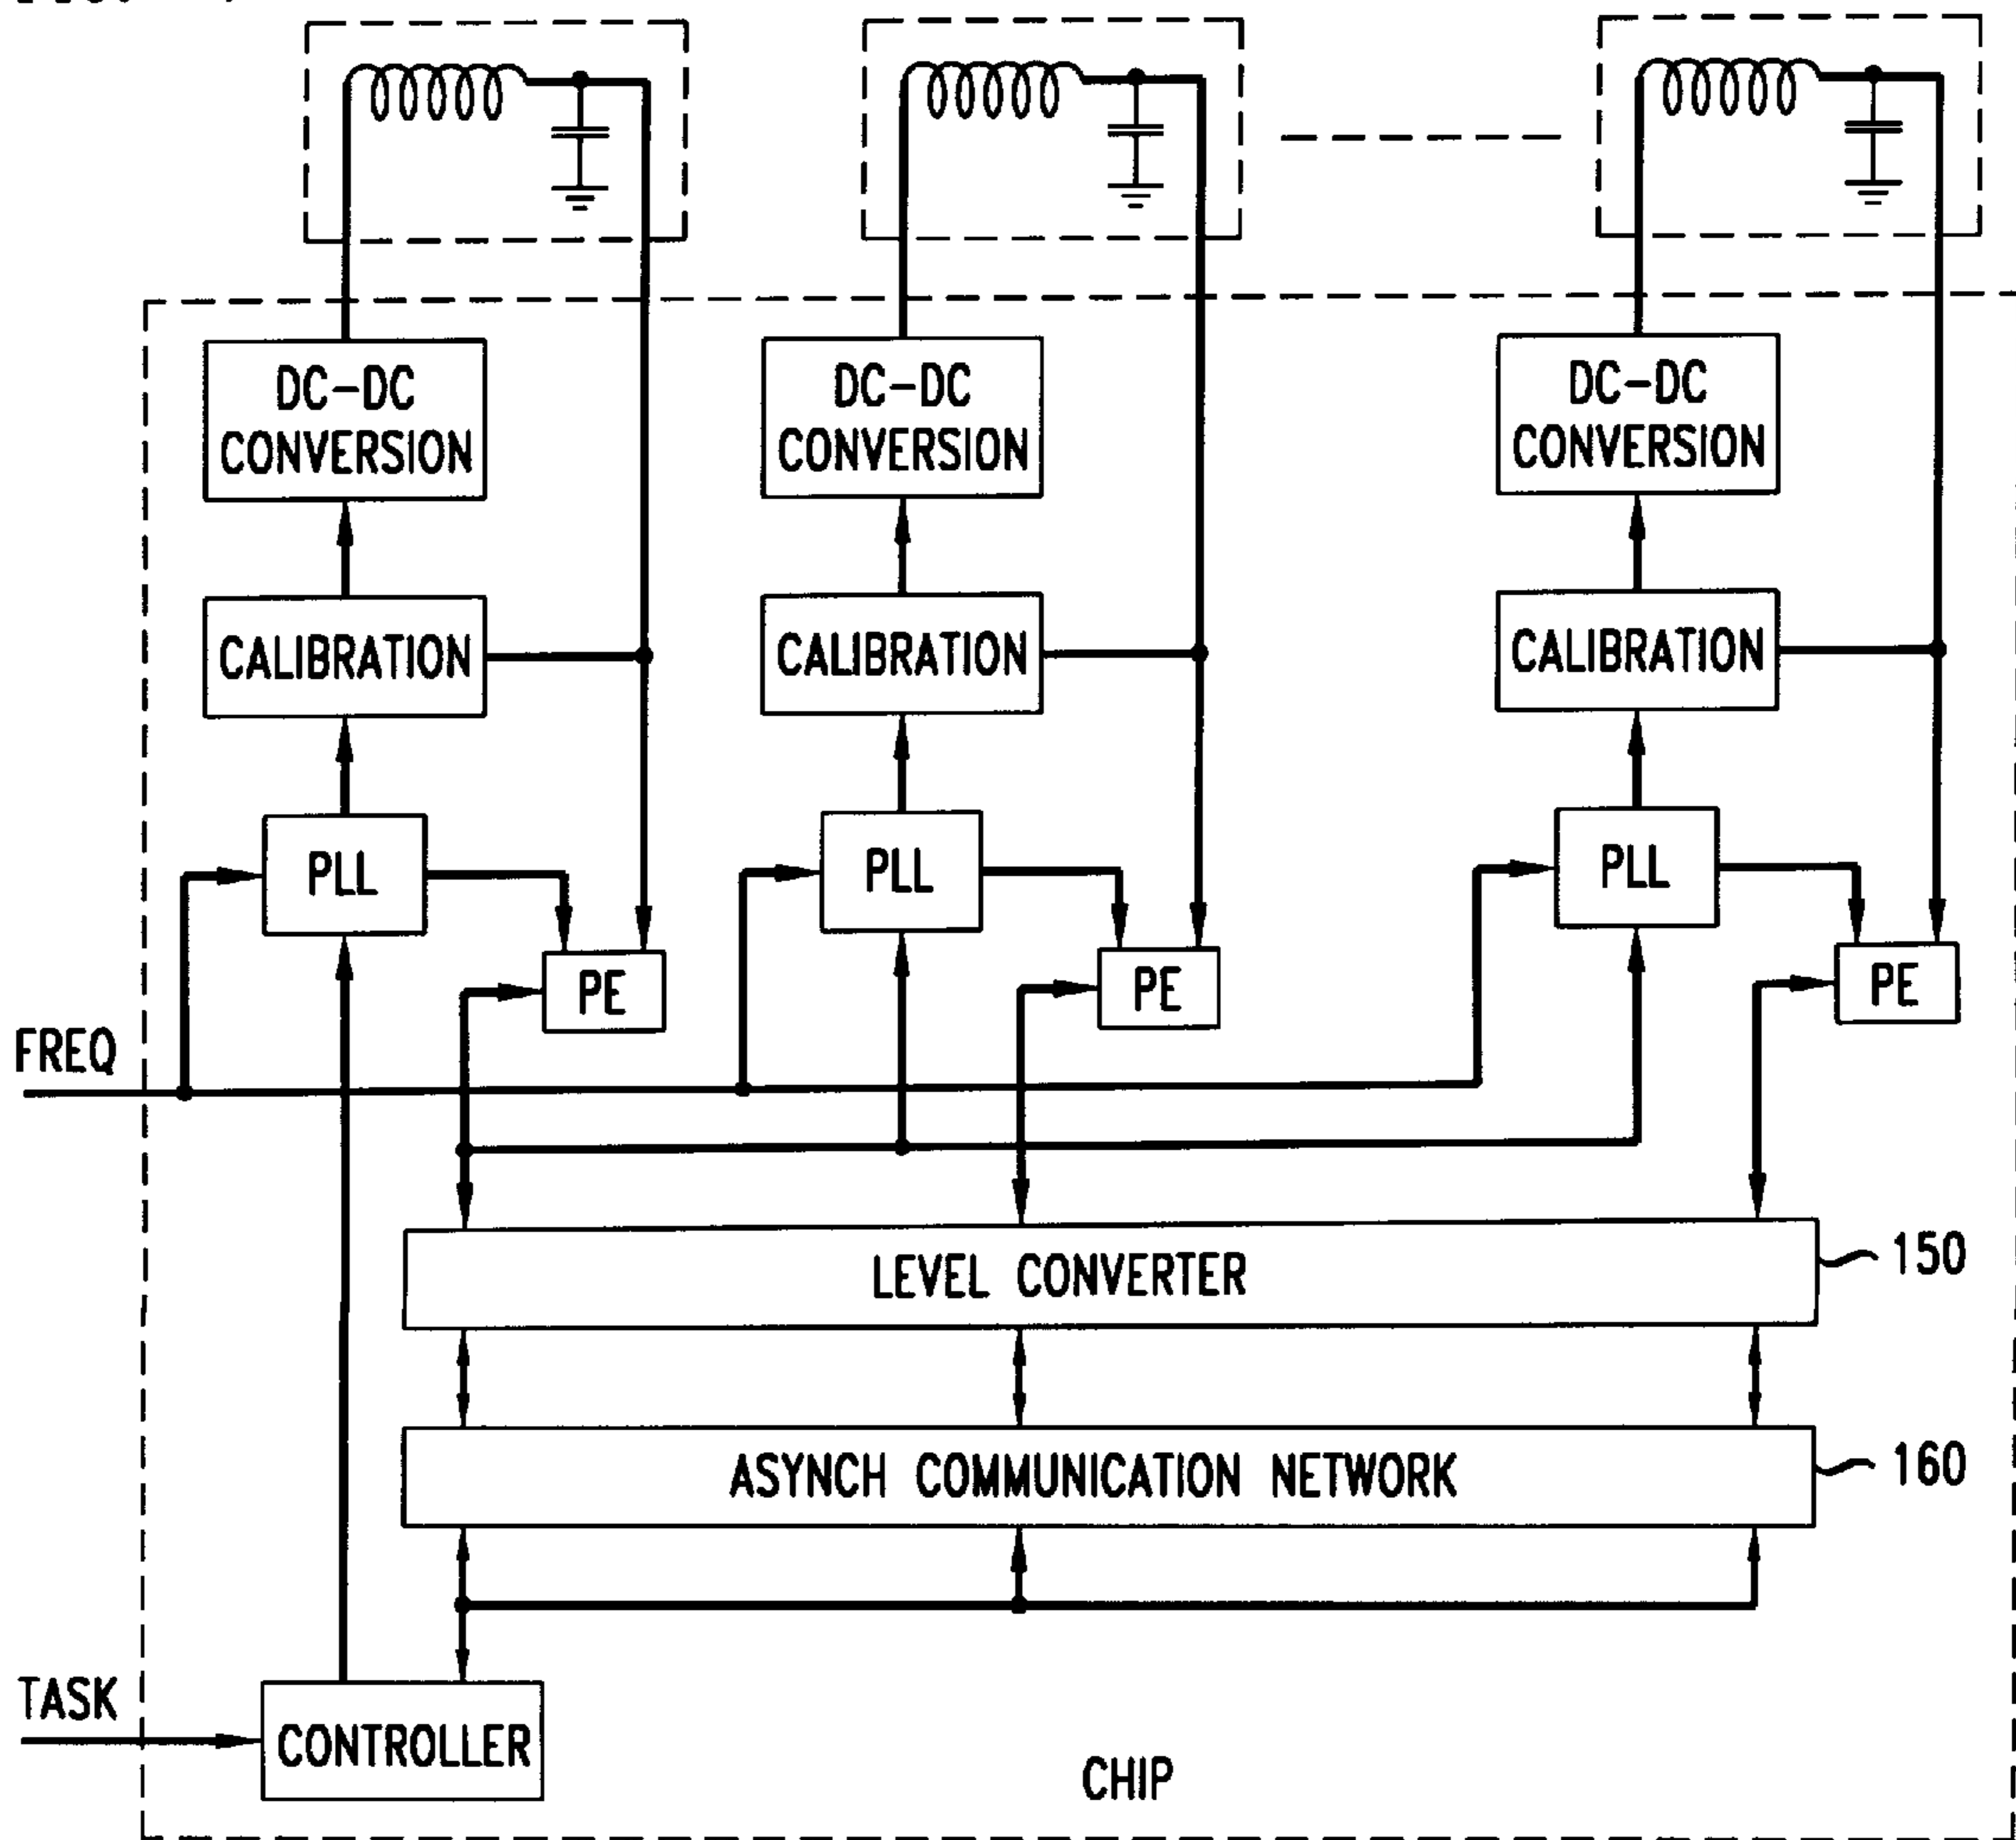 DC-DC
CONVERSION
DC-DC
CONVERSION
DC-DC
CONVERSION
CALIBRATION
CALIBRATION
CALIBRATION
PLL
PLL
PLL
PE
PE
PE
FREQ
LEVEL CONVERTER
150
ASYNCH COMMUNICATION NETWORK
160
TASK
CONTROLLER
CHIP